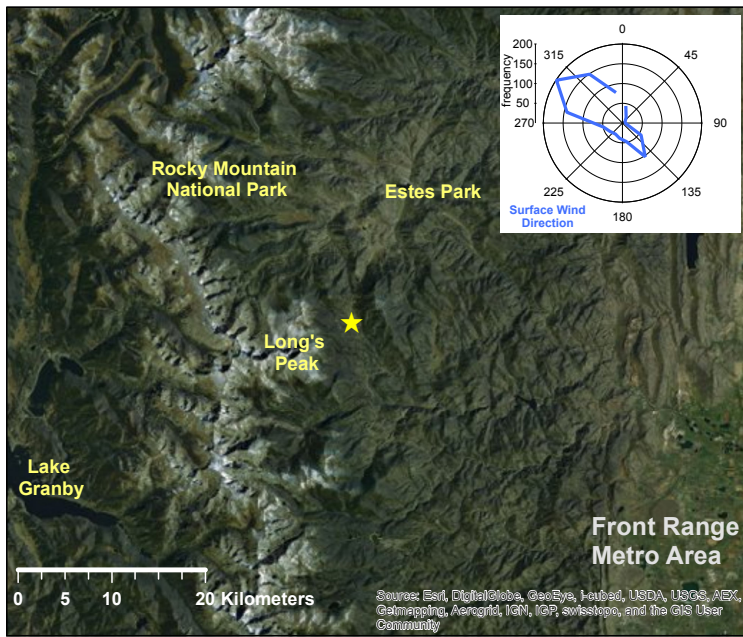 0
315
45
200
150
100
50
frequency
270
90
225
135
180
Surface Wind
Direction
Rocky Mountain
National Park
Estes Park
Long's
Peak
Lake
Granby
Front Range
Metro Area
0 5 10 20 Kilometers
Source: Esri, DigitalGlobe, GeoEye, i-cubed, USDA, USGS, AEX,
Getmapping, Aerogrid, IGN, IGP, swisstopo, and the GIS User
Community